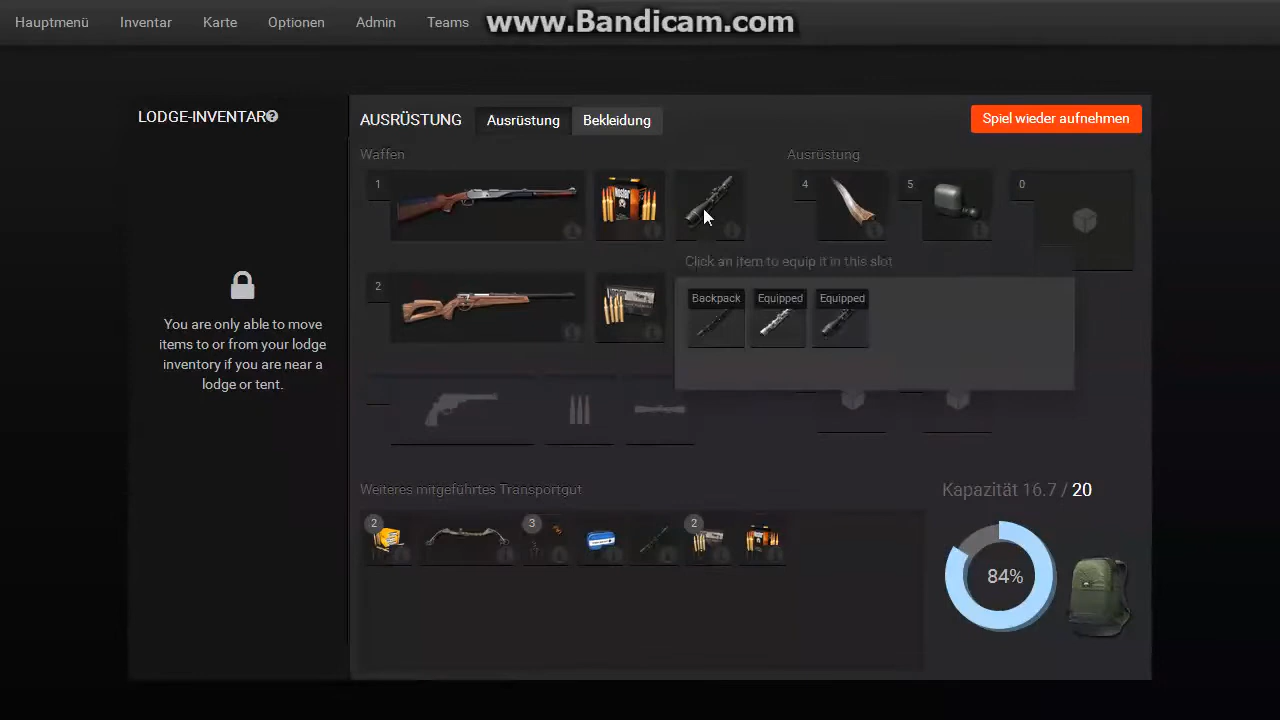 Hauptmenü Inventar Karte Optionen Admin Teams www.Bandicam.com
LODGE-INVENTAR
You are only able to move
items to or from your lodge
inventory if you are near a
lodge or tent.
AUSRÜSTUNG Ausrüstung Bekleidung Spiel wieder aufnehmen
Waffen Ausrüstung
1 4 5 0
Click an item to equip it in this slot
2 Backpack Equipped Equipped
Weiteres mitgeführtes Transportgut
2 3 2
Kapazität 16.7 / 20
84%